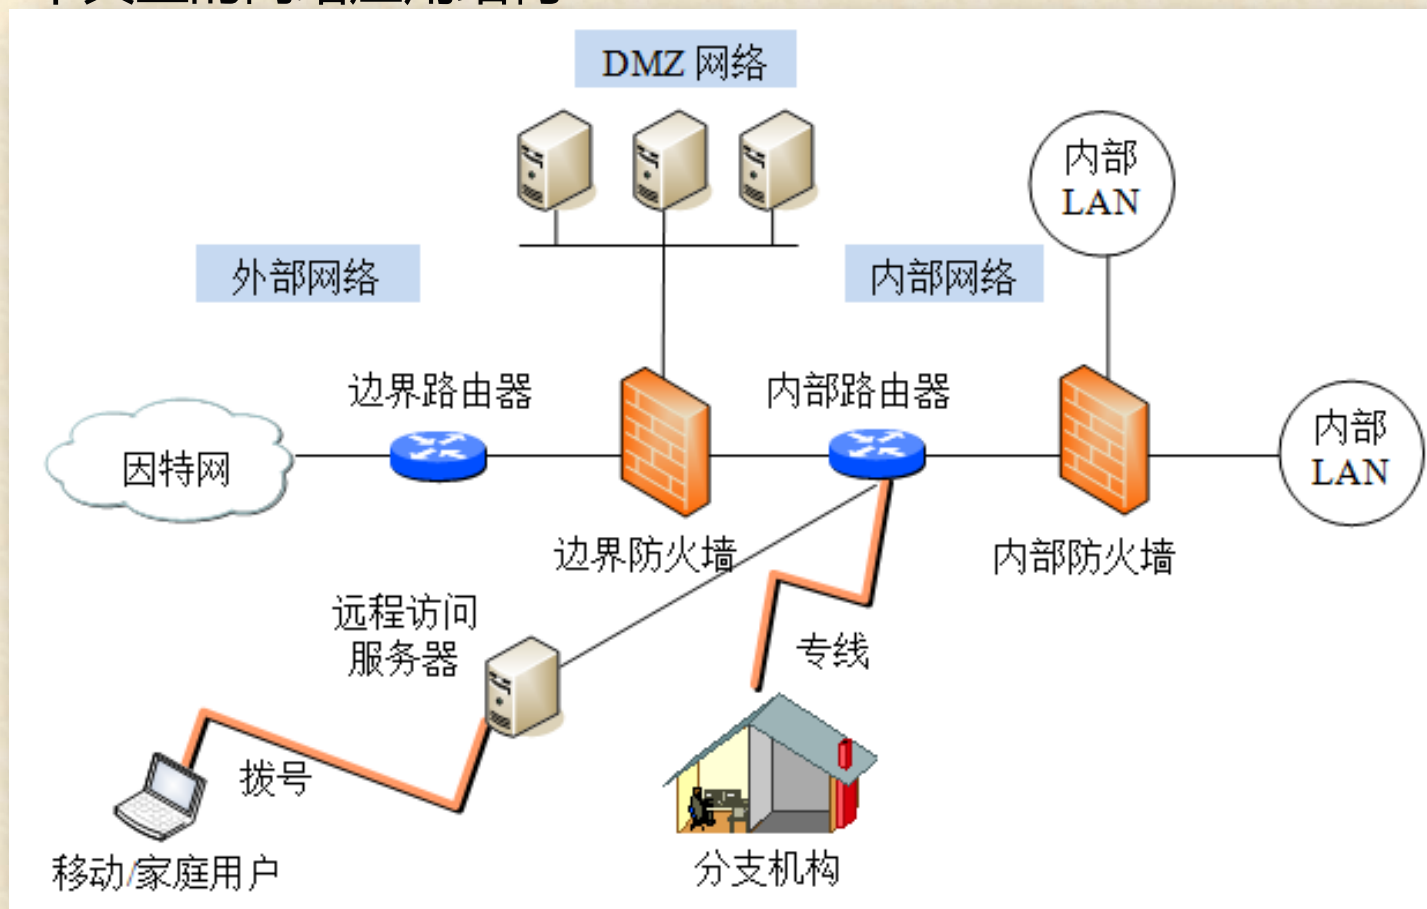 DMZ 网络
内部
LAN
外部网络
内部网络
边界路由器
内部路由器
因特网
内部
LAN
边界防火墙
内部防火墙
远程访问
服务器
专线
拨号
移动/家庭用户
分支机构